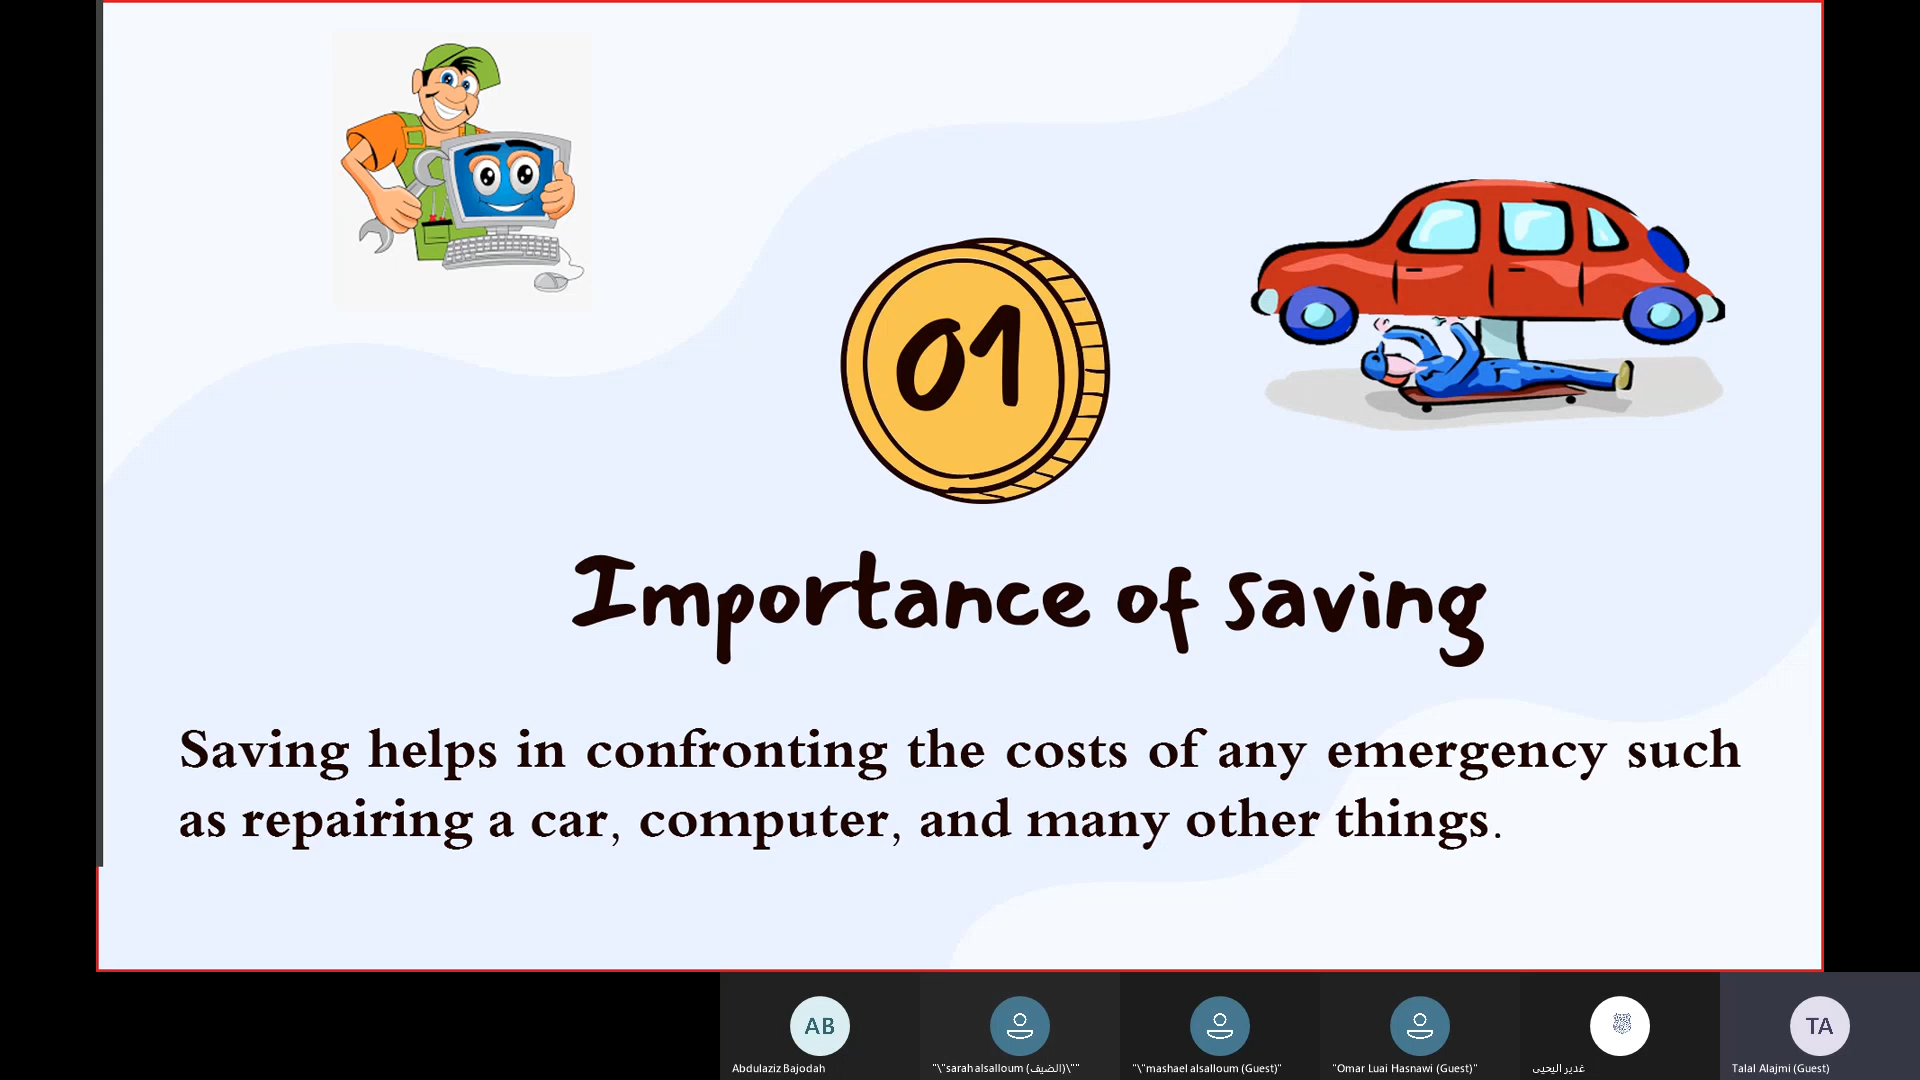 01
Importance of saving
Saving helps in confronting the costs of any emergency such
as repairing a car, computer, and many other things.
AB
TA
Abdulaziz Bajodah
"\"sarah alsalloum (الضيف)\""
"\"mashael alsalloum (Guest)"
"Omar Luai Hasnawi (Guest)"
غدير اليحيى
Talal Alajmi (Guest)